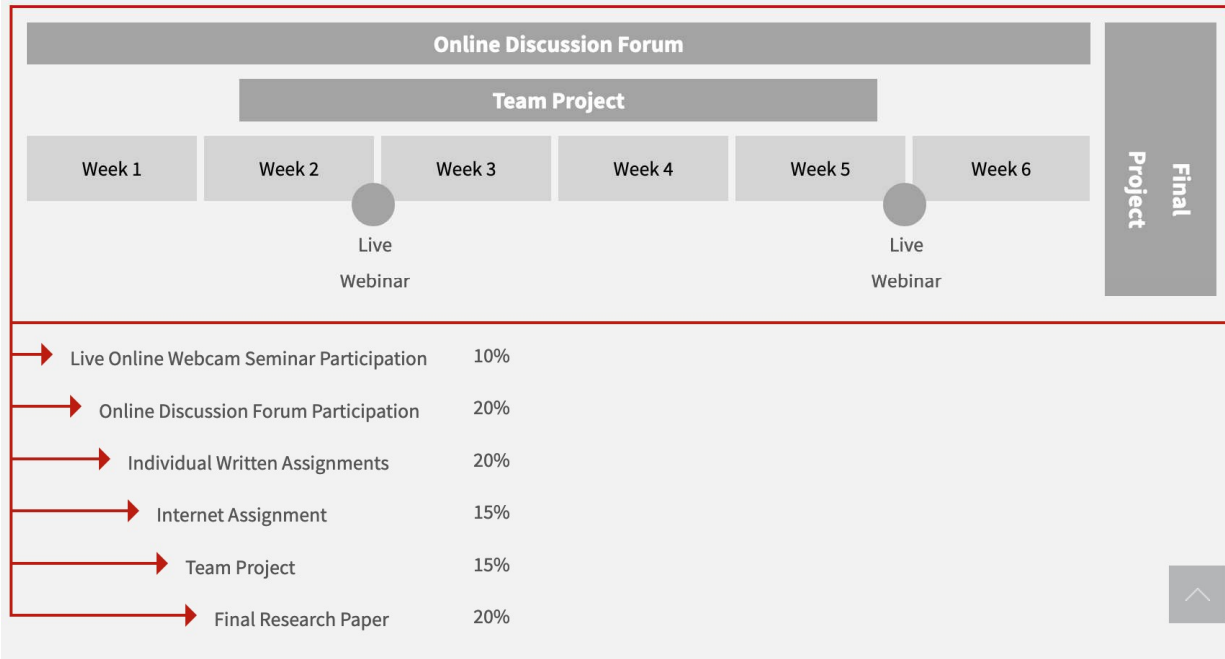 Online Discussion Forum
Team Project
Week 1
Week 2
Week 3
Week 4
Week 5
Week 6
Live
Webinar
Live
Webinar
Final
Project
Live Online Webcam Seminar Participation 10%
Online Discussion Forum Participation 20%
Individual Written Assignments 20%
Internet Assignment 15%
Team Project 15%
Final Research Paper 20%